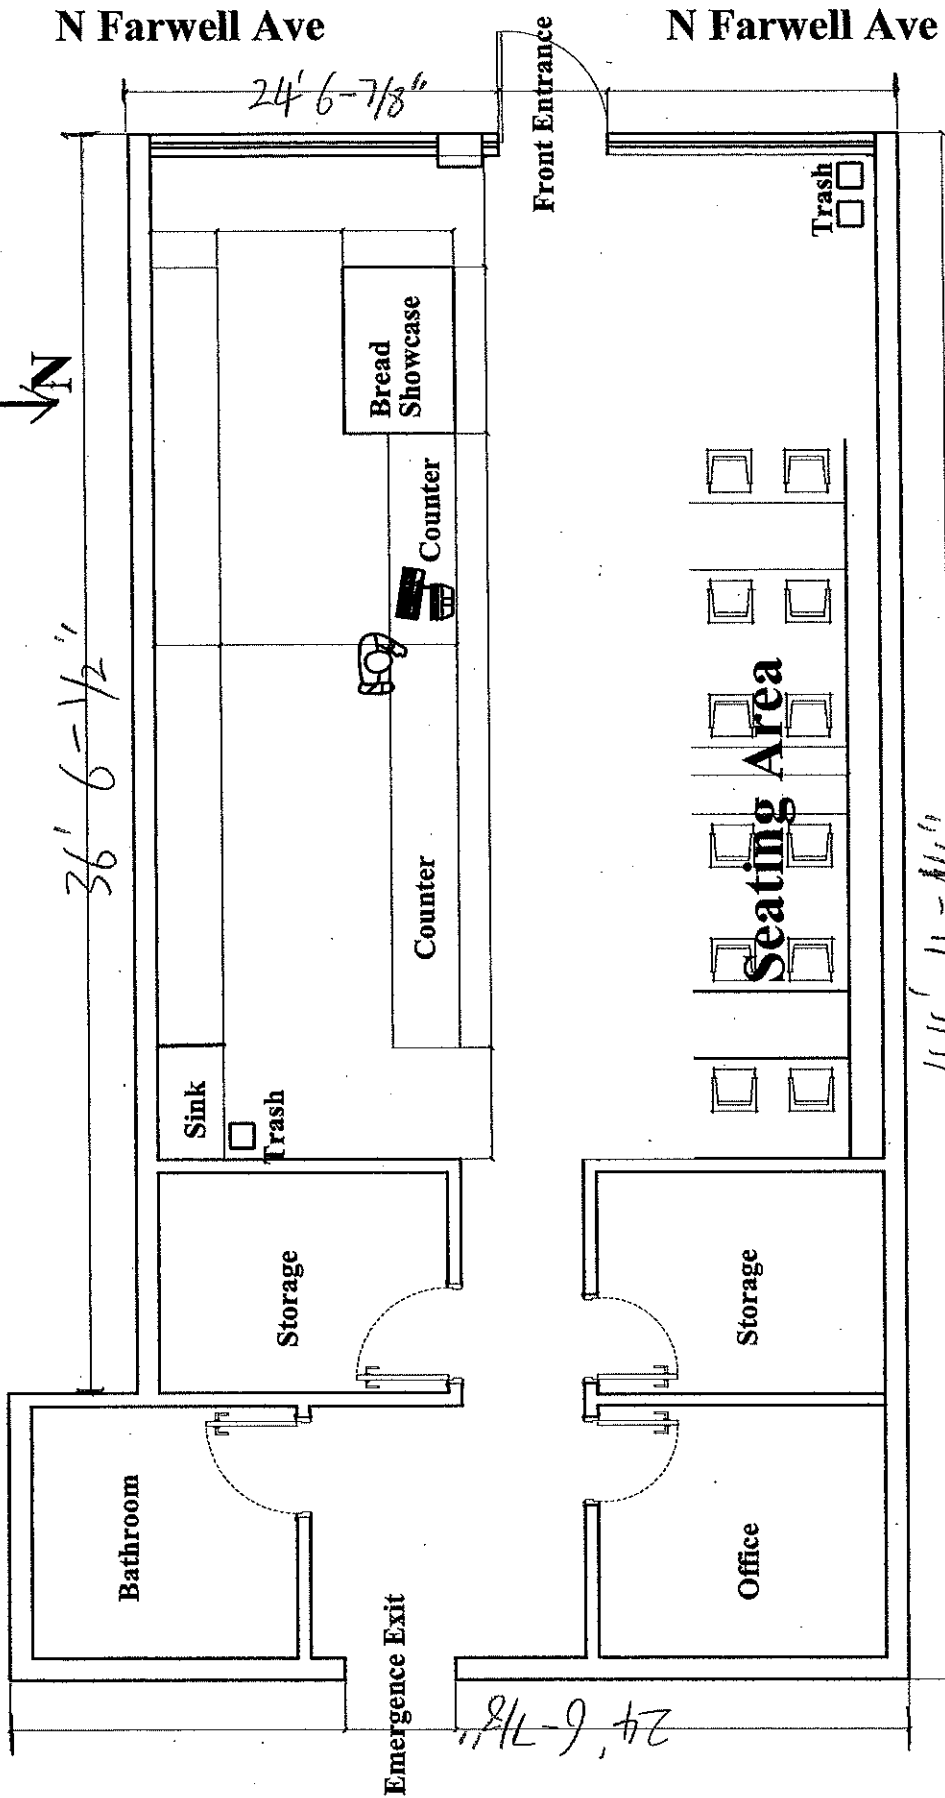 N Farwell Ave
N Farwell Ave
24' 6-7/8"
Front Entrance
Trash
N
Bread
Showcase
Counter
36' 6-1/2"
Seating Area
Counter
Sink
Trash
Storage
Storage
Bathroom
Office
Emergence Exit
24' 6-7/8"